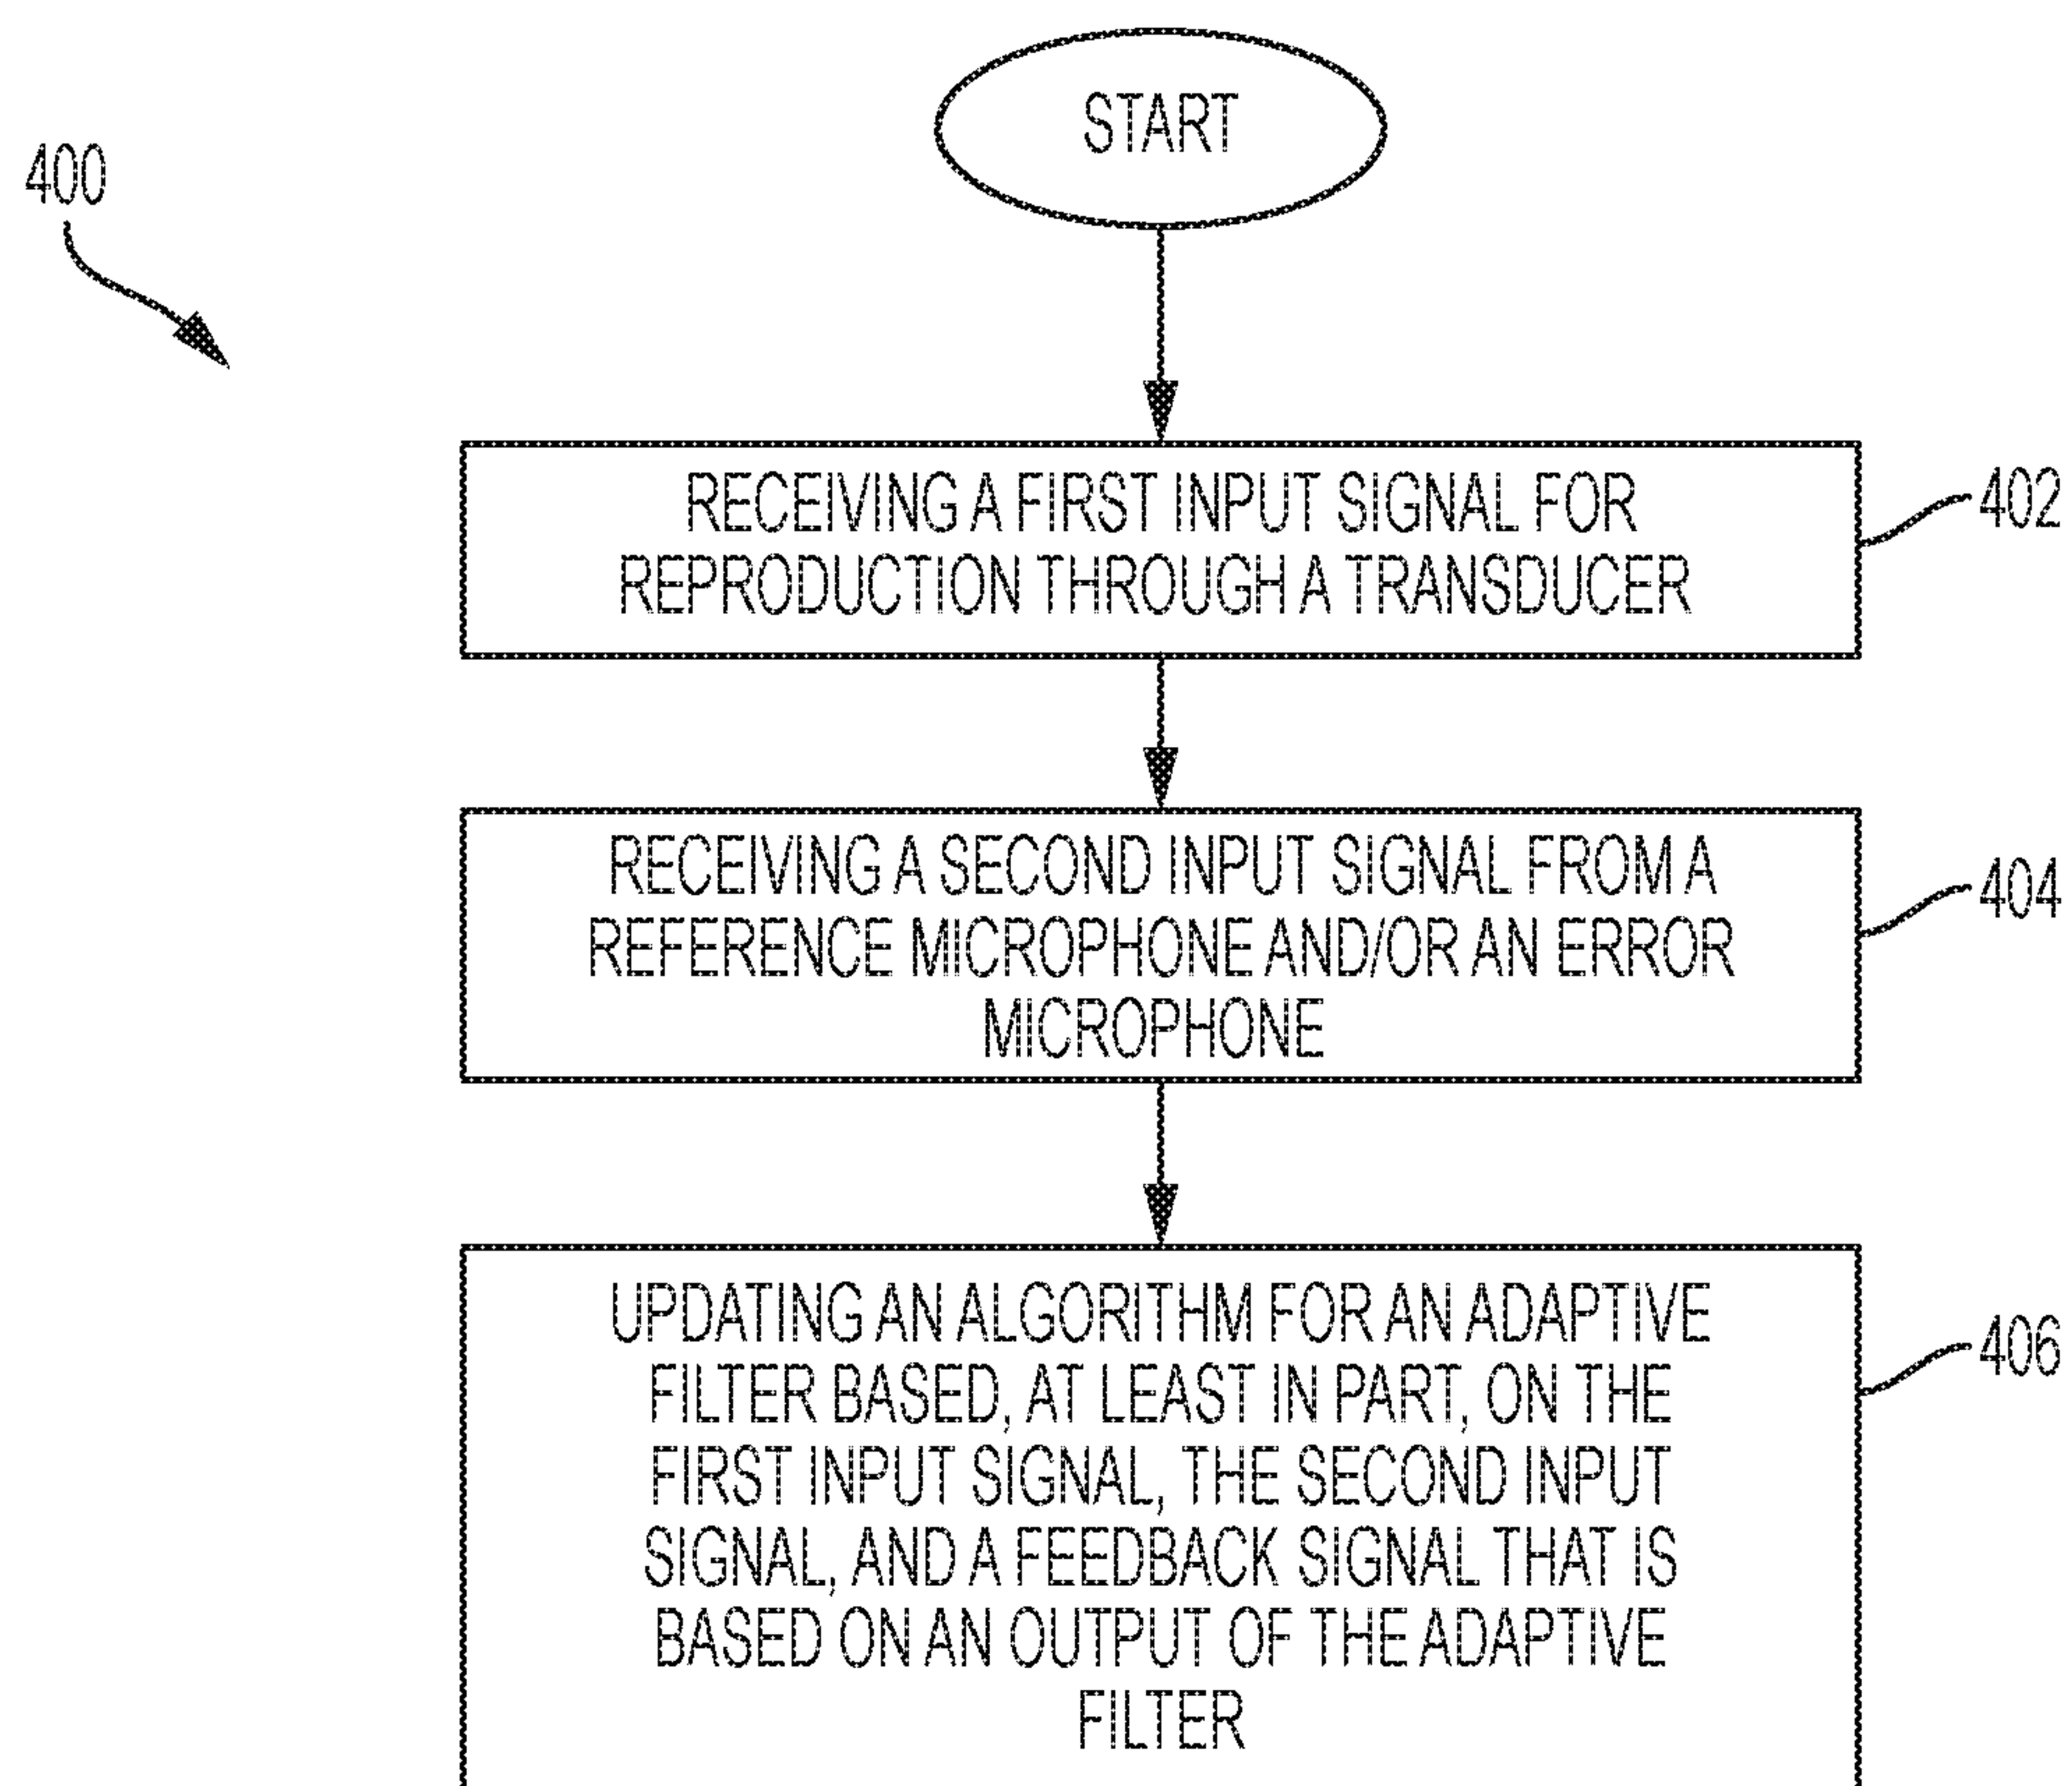 START
400
RECEIVING A FIRST INPUT SIGNAL FOR
REPRODUCTION THROUGH A TRANSDUCER
402
RECEIVING A SECOND INPUT SIGNAL FROM A
REFERENCE MICROPHONE AND/OR AN ERROR
MICROPHONE
404
UPDATING AN ALGORITHM FOR AN ADAPTIVE
FILTER BASED, AT LEAST IN PART, ON THE
FIRST INPUT SIGNAL, THE SECOND INPUT
SIGNAL, AND A FEEDBACK SIGNAL THAT IS
BASED ON AN OUTPUT OF THE ADAPTIVE
FILTER
406